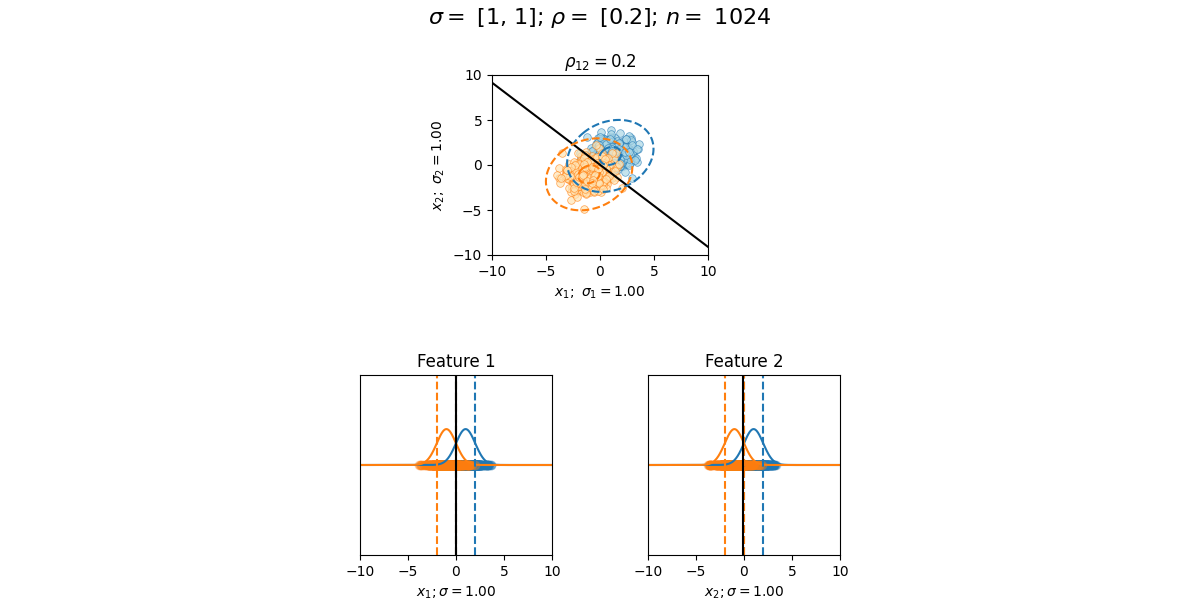 σ = [1, 1]; ρ = [0.2]; n = 1024
ρ₁₂ = 0.2
10
5
0
−5
−10
x₂; σ₂ = 1.00
−10 −5 0 5 10
x₁; σ₁ = 1.00
Feature 1 Feature 2
−10 −5 0 5 10 −10 −5 0 5 10
x₁; σ = 1.00 x₂; σ = 1.00